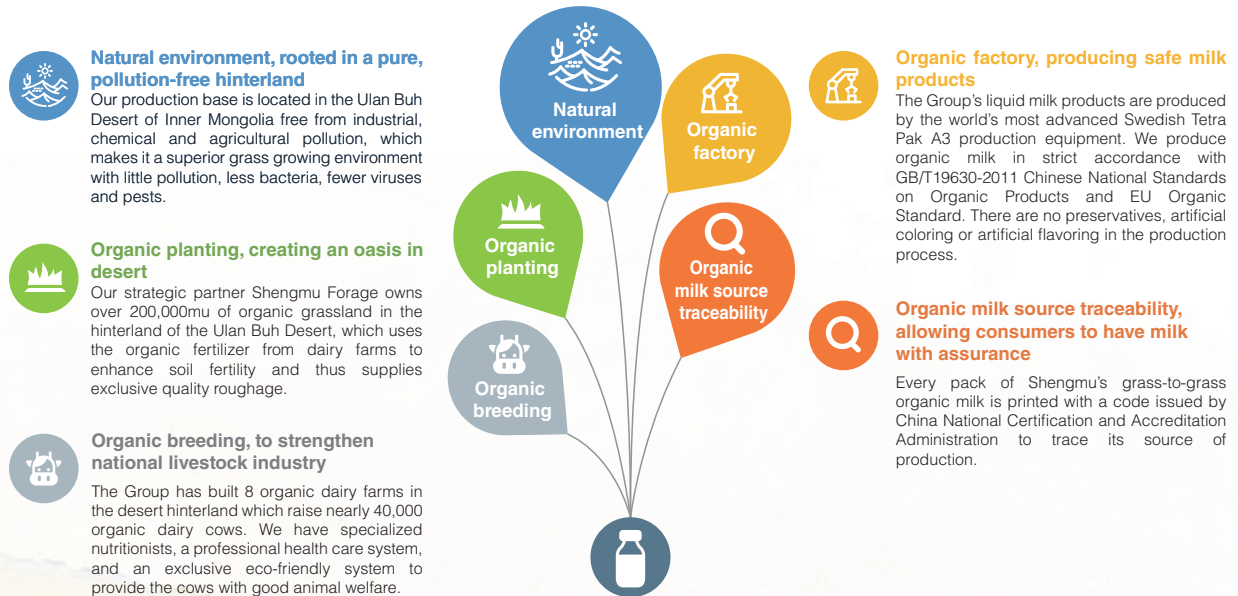 Natural environment, rooted in a pure,
pollution-free hinterland
Our production base is located in the Ulan Buh
Desert of Inner Mongolia free from industrial,
chemical and agricultural pollution, which
makes it a superior grass growing environment
with little pollution, less bacteria, fewer viruses
and pests.
Organic planting, creating an oasis in
desert
Our strategic partner Shengmu Forage owns
over 200,000mu of organic grassland in the
hinterland of the Ulan Buh Desert, which uses
the organic fertilizer from dairy farms to
enhance soil fertility and thus supplies
exclusive quality roughage.
Organic breeding, to strengthen
national livestock industry
The Group has built 8 organic dairy farms in
the desert hinterland which raise nearly 40,000
organic dairy cows. We have specialized
nutritionists, a professional health care system,
and an exclusive eco-friendly system to
provide the cows with good animal welfare.
Natural
environment
Organic
factory
Organic
planting
Organic
milk source
traceability
Organic
breeding
Organic factory, producing safe milk
products
The Group's liquid milk products are produced
by the world's most advanced Swedish Tetra
Pak A3 production equipment. We produce
organic milk in strict accordance with
GB/T19630-2011 Chinese National Standards
on Organic Products and EU Organic
Standard. There are no preservatives, artificial
coloring or artificial flavoring in the production
process.
Organic milk source traceability,
allowing consumers to have milk
with assurance
Every pack of Shengmu's grass-to-grass
organic milk is printed with a code issued by
China National Certification and Accreditation
Administration to trace its source of
production.